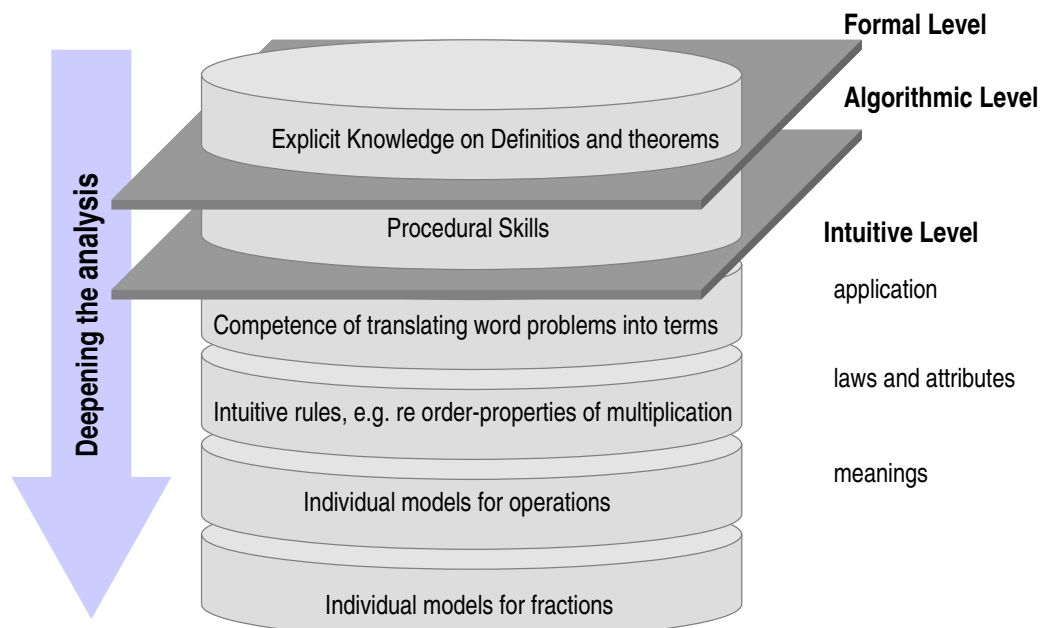 Formal Level
Algorithmic Level
Explicit Knowledge on Definitios and theorems
Deepening the analysis
Procedural Skills
Intuitive Level
application
Competence of translating word problems into terms
laws and attributes
Intuitive rules, e.g. re order-properties of multiplication
meanings
Individual models for operations
Individual models for fractions